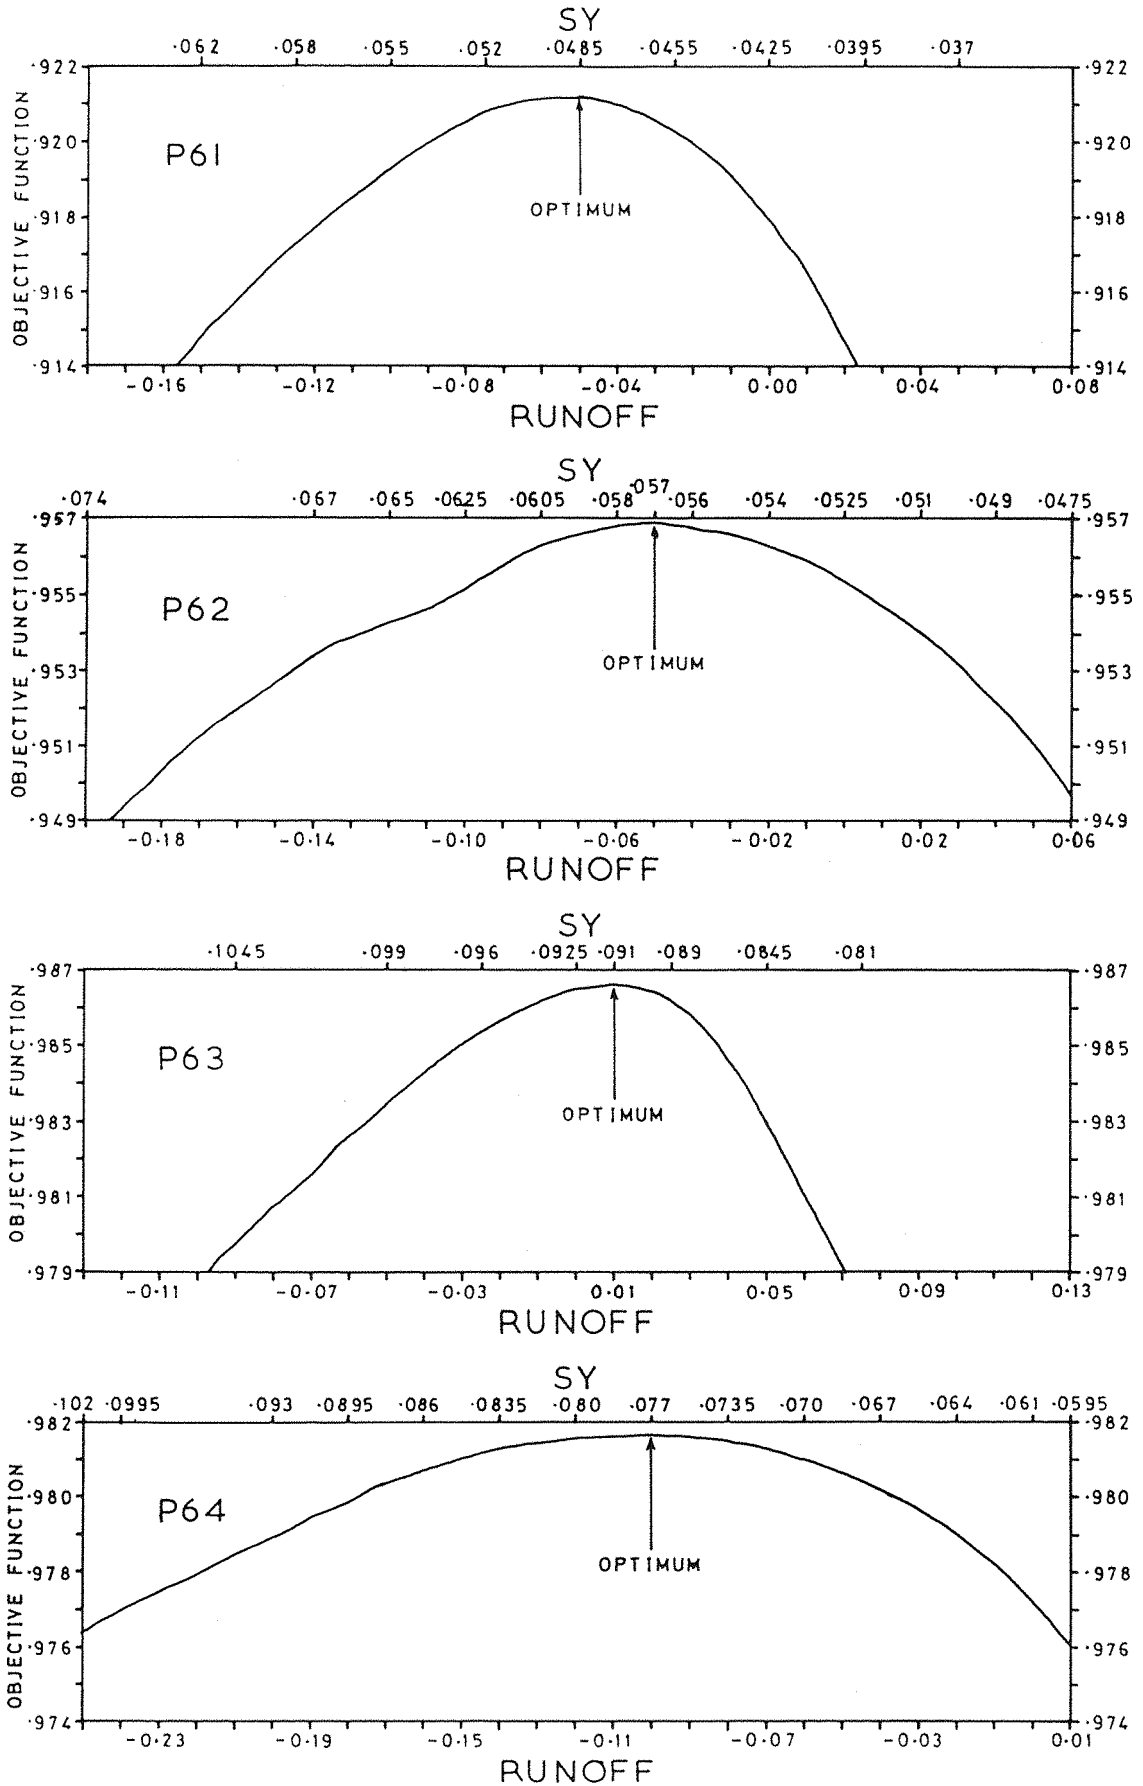 SY
·062 ·058 ·055 ·052 ·0485 ·0455 ·0425 ·0395 ·037
·922 ·922
·920 ·920
·918 ·918
·916 ·916
·914 ·914
OBJECTIVE FUNCTION
P61
OPTIMUM
-0.16 -0.12 -0.08 -0.04 0.00 0.04 0.08
RUNOFF
SY
·074 ·067 ·065 ·0625 ·0605 ·058 ·057 ·056 ·054 ·0525 ·051 ·049 ·0475
·957 ·957
·955 ·955
·953 ·953
·951 ·951
·949 ·949
OBJECTIVE FUNCTION
P62
OPTIMUM
-0.18 -0.14 -0.10 -0.06 -0.02 0.02 0.06
RUNOFF
SY
·1045 ·099 ·096 ·0925 ·091 ·089 ·0845 ·081
·987 ·987
·985 ·985
·983 ·983
·981 ·981
·979 ·979
OBJECTIVE FUNCTION
P63
OPTIMUM
-0.11 -0.07 -0.03 0.01 0.05 0.09 0.13
RUNOFF
SY
·102 ·0995 ·093 ·0895 ·086 ·0835 ·080 ·077 ·0735 ·070 ·067 ·064 ·061 ·0595
·982 ·982
·980 ·980
·978 ·978
·976 ·976
·974 ·974
OBJECTIVE FUNCTION
P64
OPTIMUM
-0.23 -0.19 -0.15 -0.11 -0.07 -0.03 0.01
RUNOFF